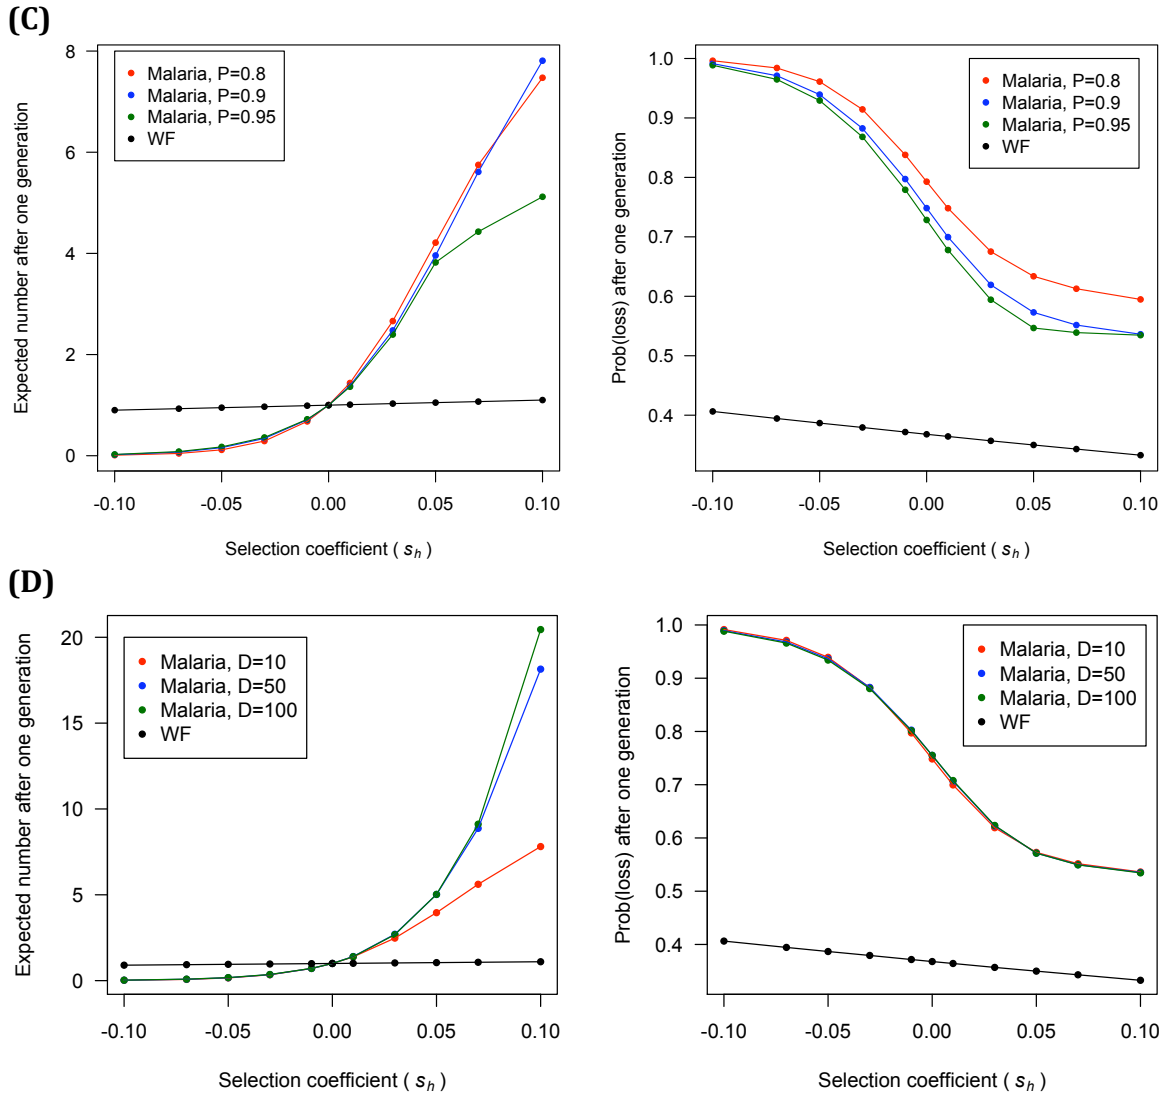 (C)
Expected number after one generation
8
6
4
2
0
Malaria, P=0.8
Malaria, P=0.9
Malaria, P=0.95
WF
-0.10 -0.05 0.00 0.05 0.10
Selection coefficient ( s_h )
Prob(loss) after one generation
1.0
0.9
0.8
0.7
0.6
0.5
0.4
Malaria, P=0.8
Malaria, P=0.9
Malaria, P=0.95
WF
-0.10 -0.05 0.00 0.05 0.10
Selection coefficient ( s_h )
(D)
Expected number after one generation
20
15
10
5
0
Malaria, D=10
Malaria, D=50
Malaria, D=100
WF
-0.10 -0.05 0.00 0.05 0.10
Selection coefficient ( s_h )
Prob(loss) after one generation
1.0
0.9
0.8
0.7
0.6
0.5
0.4
Malaria, D=10
Malaria, D=50
Malaria, D=100
WF
-0.10 -0.05 0.00 0.05 0.10
Selection coefficient ( s_h )